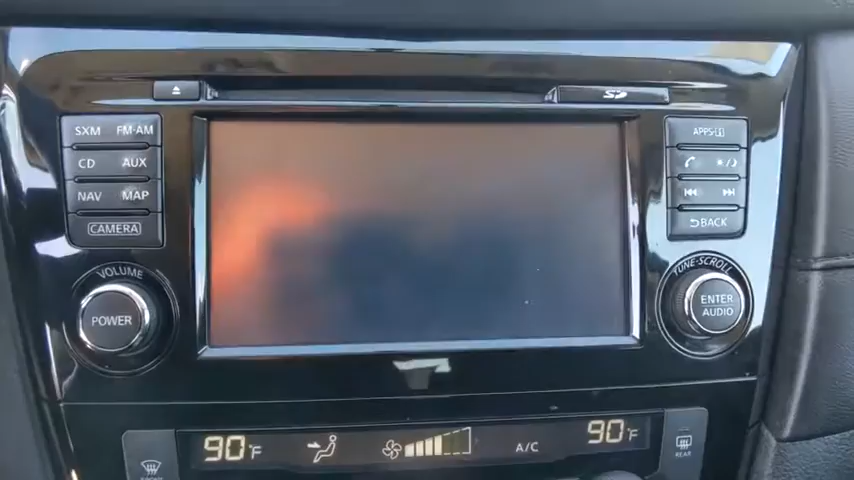 SXM FM·AM
CD AUX
NAV MAP
CAMERA
VOLUME
POWER
APPS
BACK
TUNE·SCROLL
ENTER
AUDIO
90°F
A/C
90°F
REAR